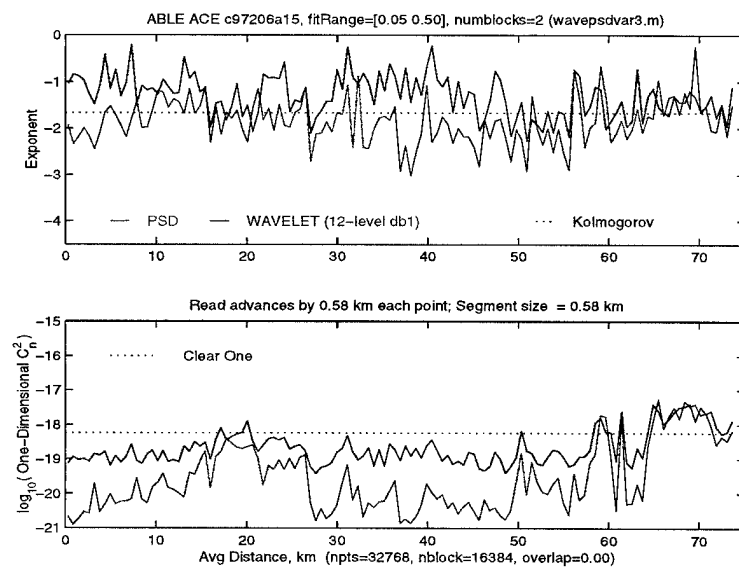 ABLE ACE c97206a15, fitRange=[0.05 0.50], numblocks=2 (wavepsdvar3.m)
0
−1
−2
−3
−4
Exponent
PSD WAVELET (12−level db1) Kolmogorov
0 10 20 30 40 50 60 70
Read advances by 0.58 km each point; Segment size = 0.58 km
−15
−16
−17
−18
−19
−20
−21
log10(One−Dimensional C_n^2)
Clear One
0 10 20 30 40 50 60 70
Avg Distance, km (npts=32768, nblock=16384, overlap=0.00)